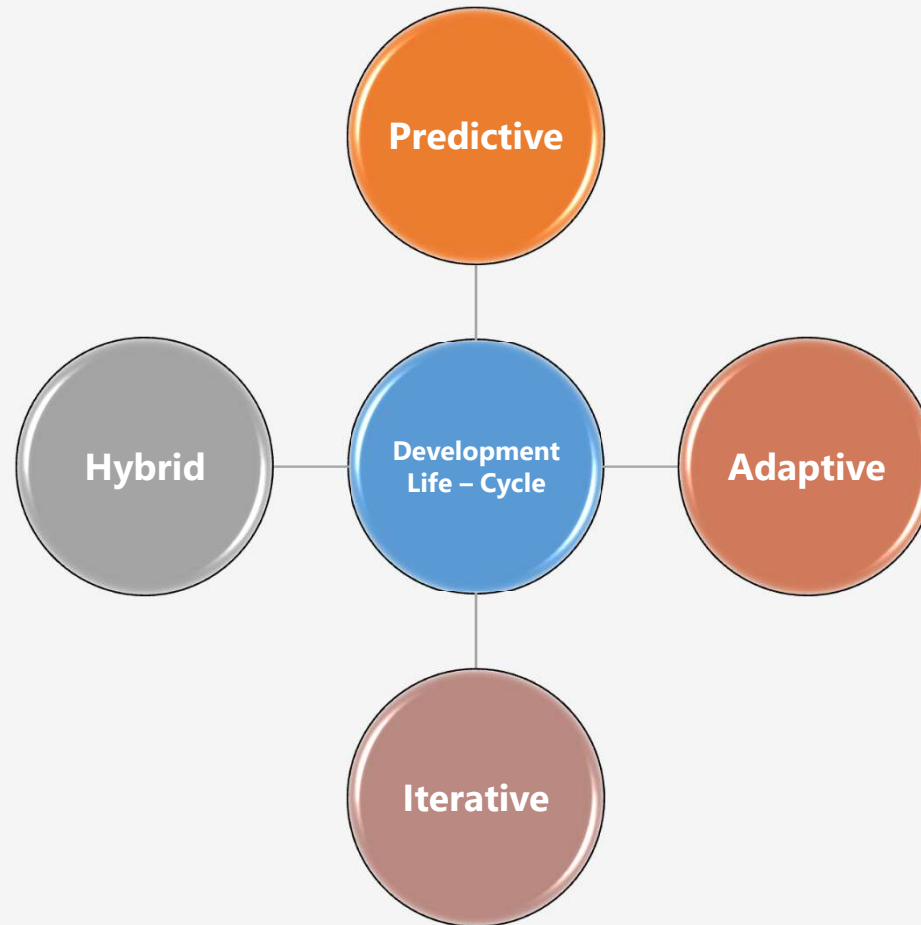 Predictive
Hybrid
Development
Life – Cycle
Adaptive
Iterative